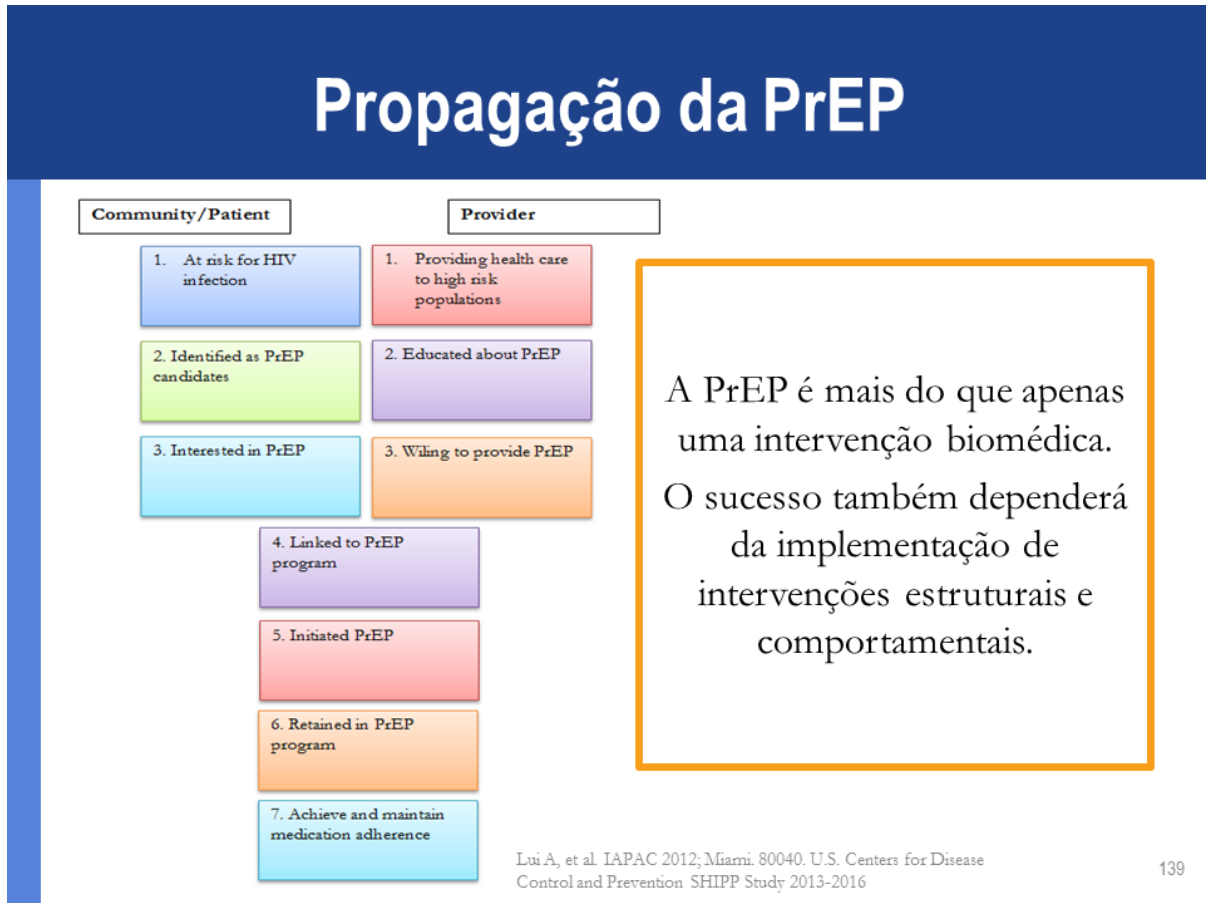 Propagação da PrEP
Community/Patient
Provider
1. At risk for HIV
infection
1. Providing health care
to high risk
populations
2. Identified as PrEP
candidates
2. Educated about PrEP
3. Interested in PrEP
3. Wiling to provide PrEP
4. Linked to PrEP
program
5. Initiated PrEP
6. Retained in PrEP
program
7. Achieve and maintain
medication adherence
A PrEP é mais do que apenas
uma intervenção biomédica.
O sucesso também dependerá
da implementação de
intervenções estruturais e
comportamentais.
Lui A, et al. IAPAC 2012; Miami. 80040. U.S. Centers for Disease
Control and Prevention SHIPP Study 2013-2016
139